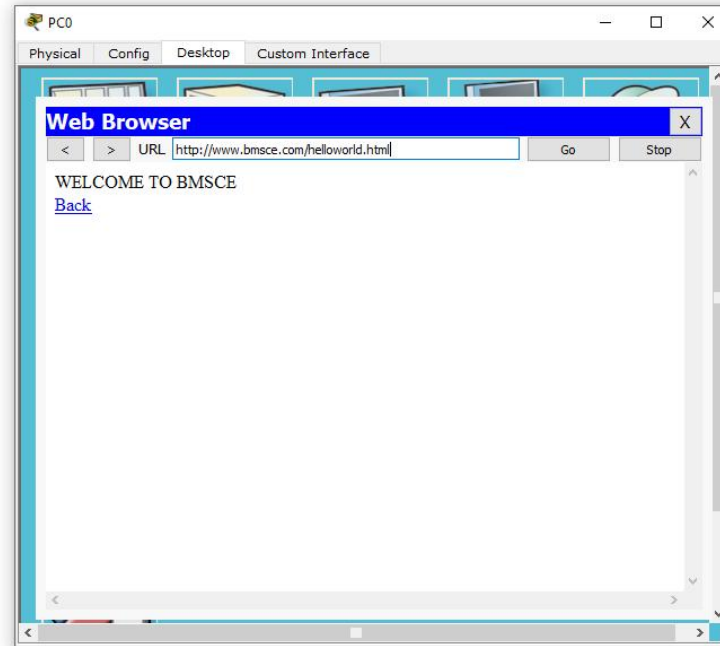 PC0
Physical Config Desktop Custom Interface
Web Browser X
< > URL http://www.bmsce.com/helloworld.html Go Stop
WELCOME TO BMSCE
Back